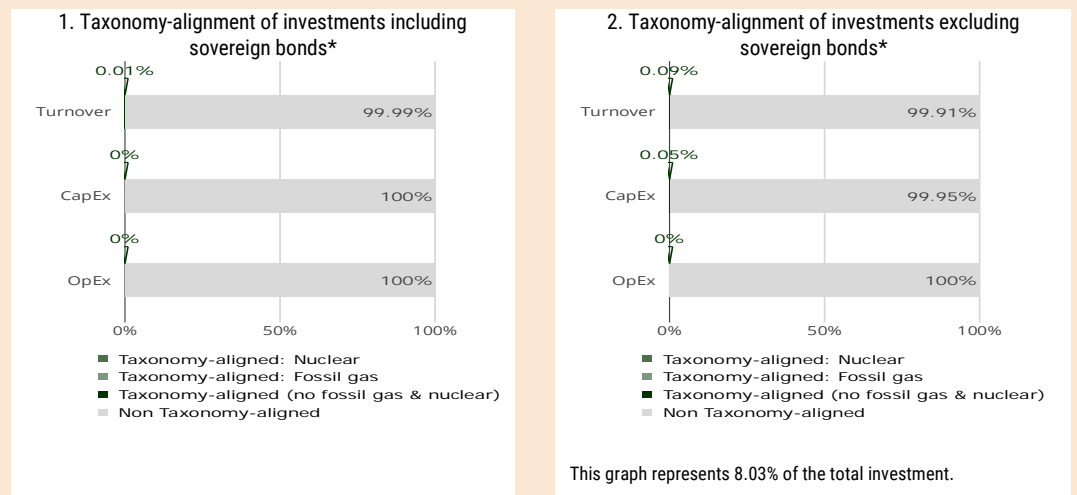 1. Taxonomy-alignment of investments including
sovereign bonds*
0.01%
Turnover
99.99%
0%
CapEx
100%
0%
OpEx
100%
0%
50%
100%
Taxonomy-aligned: Nuclear
Taxonomy-aligned: Fossil gas
Taxonomy-aligned (no fossil gas & nuclear)
Non Taxonomy-aligned
2. Taxonomy-alignment of investments excluding
sovereign bonds*
0.09%
Turnover
99.91%
0.05%
CapEx
99.95%
0%
OpEx
100%
0%
50%
100%
Taxonomy-aligned: Nuclear
Taxonomy-aligned: Fossil gas
Taxonomy-aligned (no fossil gas & nuclear)
Non Taxonomy-aligned
This graph represents 8.03% of the total investment.